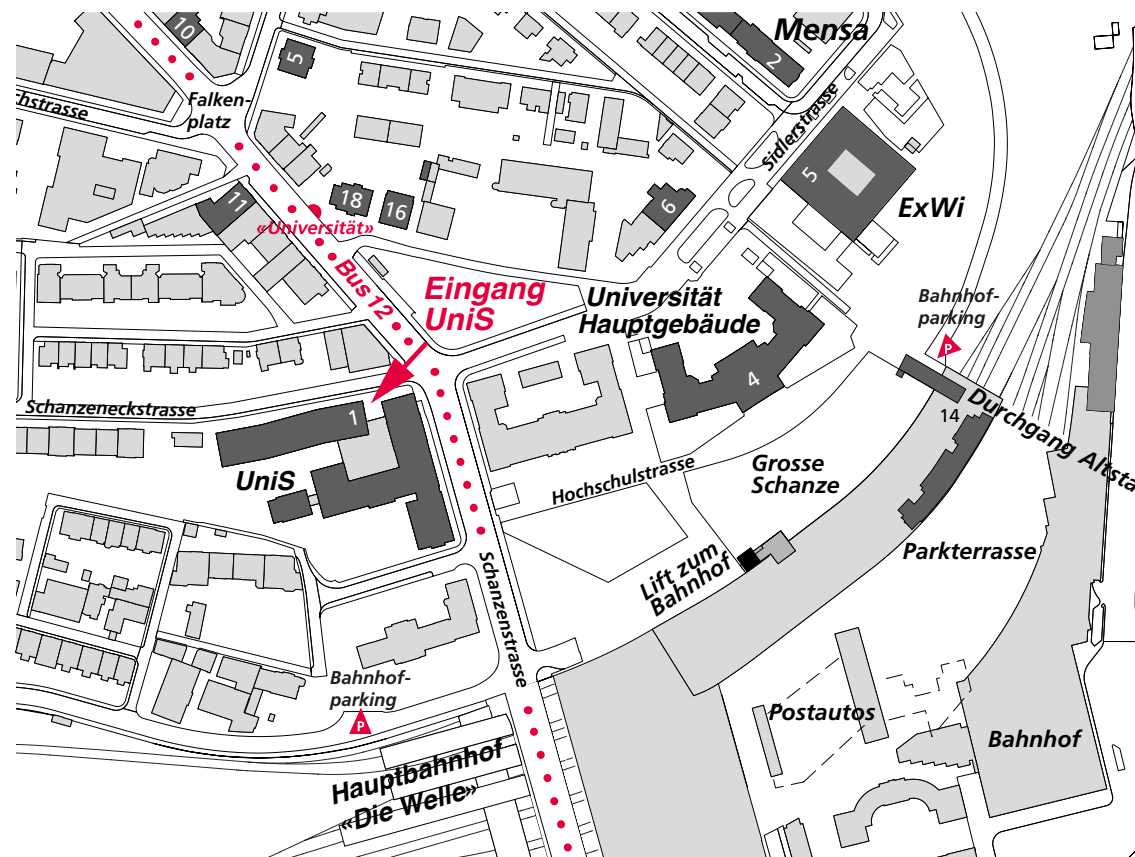 10
5
Mensa
2
Falken-
platz
hstrasse
Sidlerstrasse
5
ExWi
18
16
11
6
«Universität»
Bus 12
Eingang
UniS
Universität
Hauptgebäude
4
Bahnhof-
parking
P
Schanzeneckstrasse
1
UniS
14
Durchgang Altsta
Hochschulstrasse
Grosse
Schanze
Parkterrasse
Lift zum
Bahnhof
Schanzenstrasse
Bahnhof-
parking
P
Postautos
Bahnhof
Hauptbahnhof
«Die Welle»